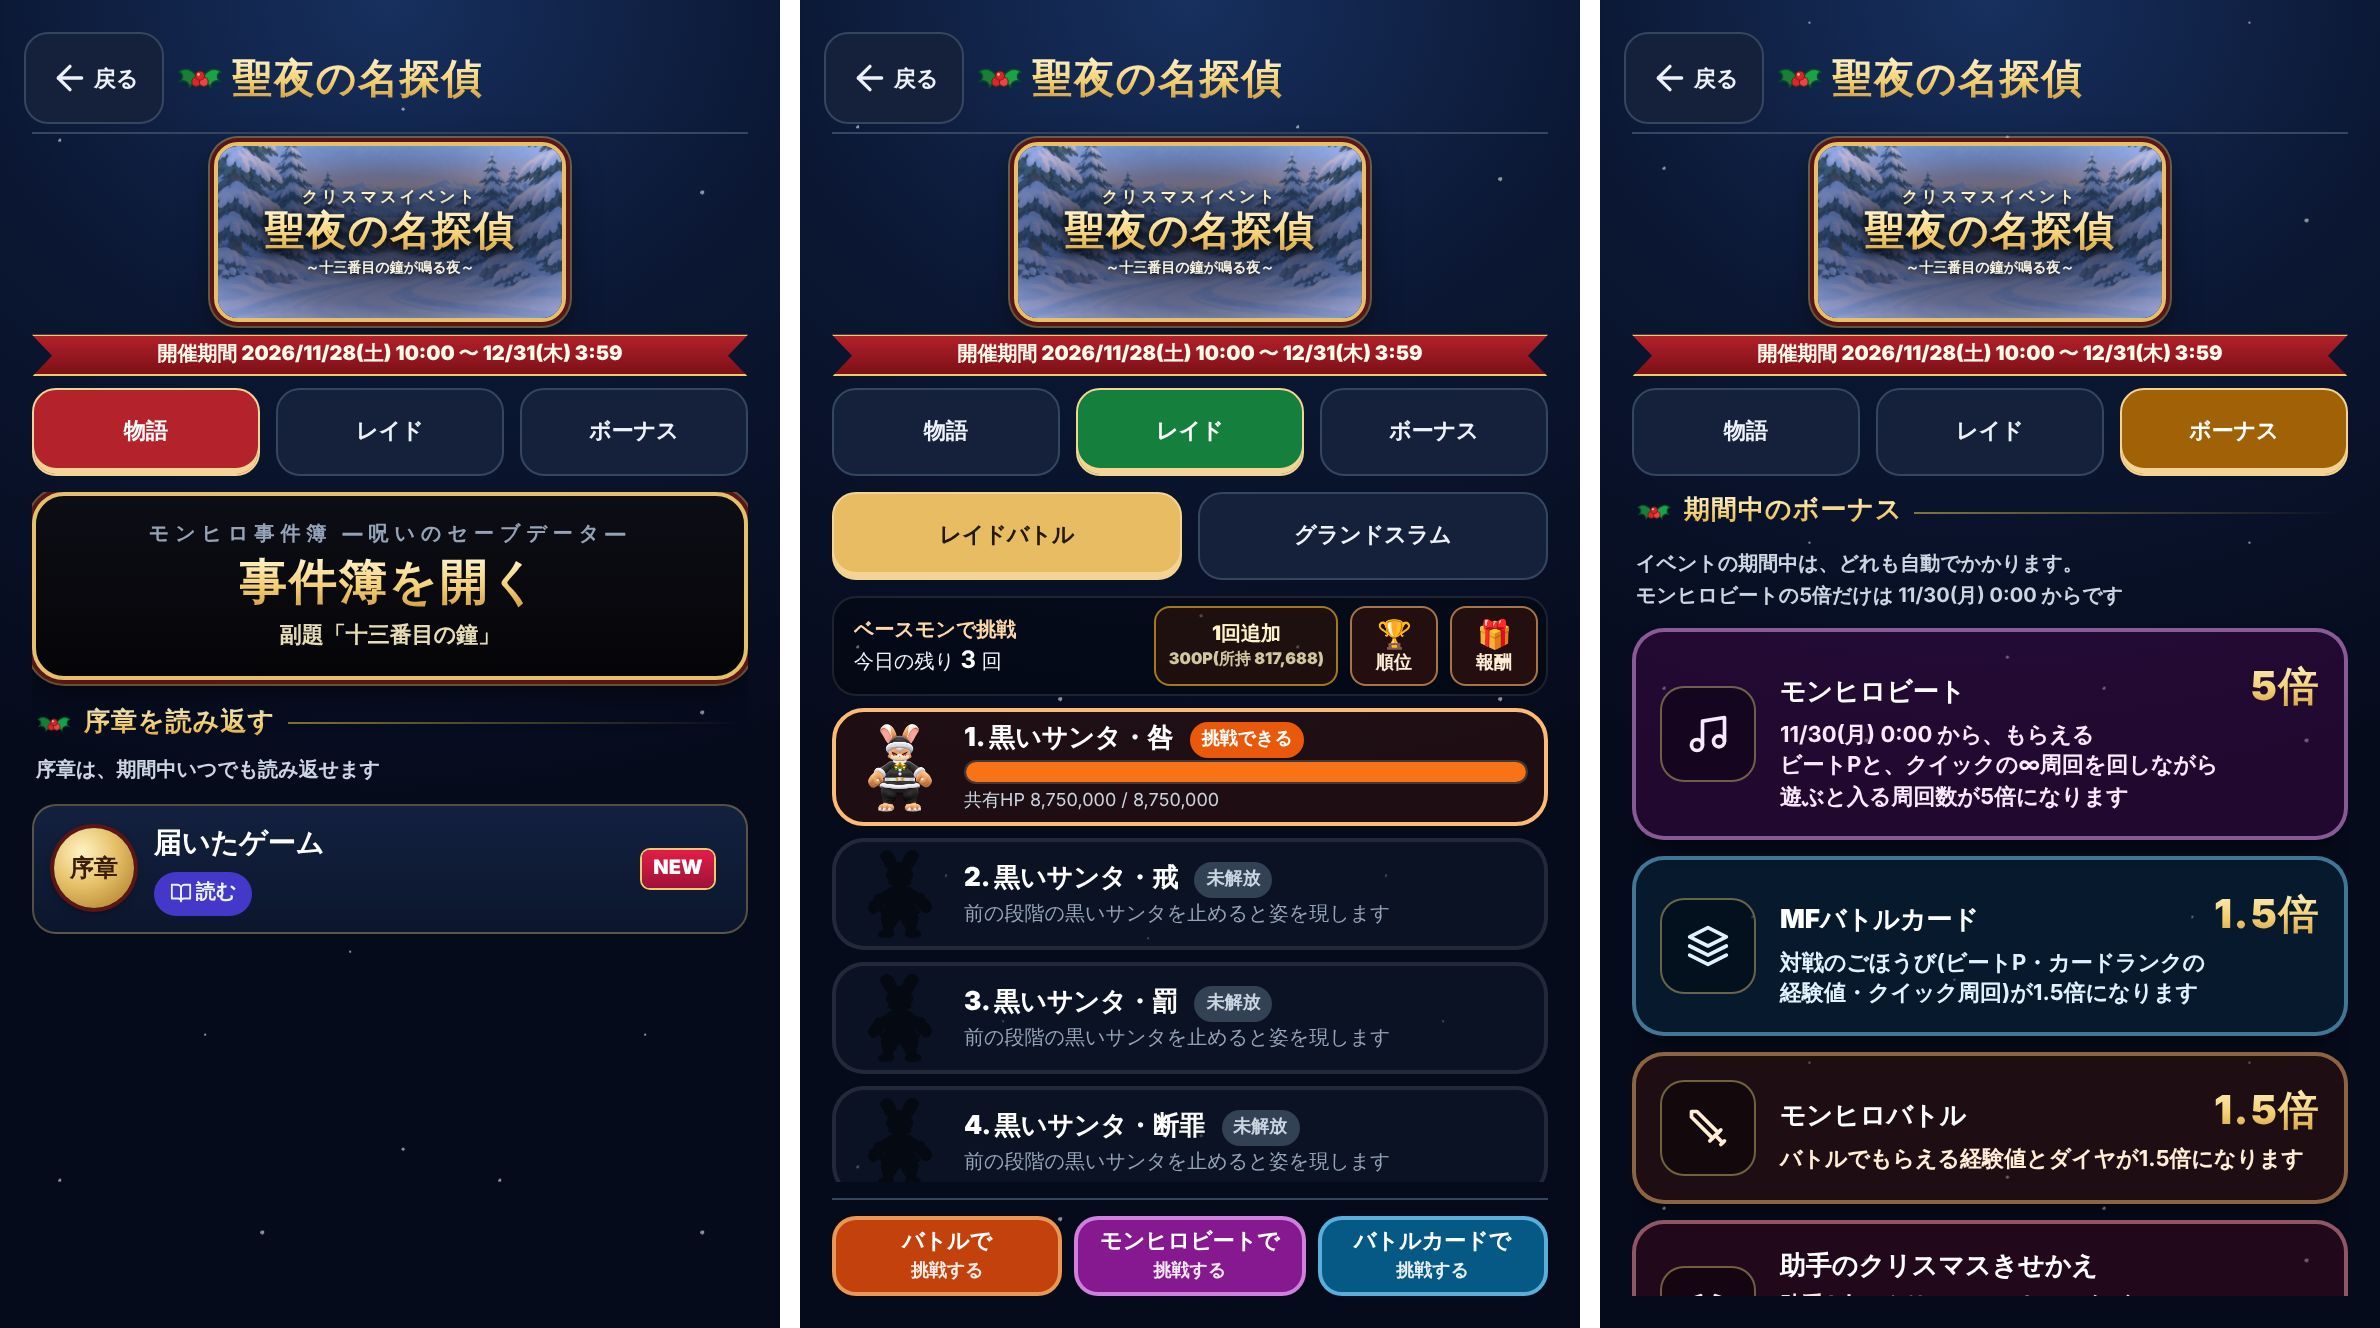 戻る
聖夜の名探偵
クリスマスイベント
聖夜の名探偵
~十三番目の鐘が鳴る夜~
開催期間 2026/11/28(土) 10:00 〜 12/31(木) 3:59
物語
レイド
ボーナス
モンヒロ事件簿 ―呪いのセーブデータ―
事件簿を開く
副題「十三番目の鐘」
序章を読み返す
序章は、期間中いつでも読み返せます
序章
届いたゲーム
読む
NEW
戻る
聖夜の名探偵
クリスマスイベント
聖夜の名探偵
~十三番目の鐘が鳴る夜~
開催期間 2026/11/28(土) 10:00 〜 12/31(木) 3:59
物語
レイド
ボーナス
レイドバトル
グランドスラム
ベースモンで挑戦
今日の残り 3 回
1回追加
300P(所持 817,688)
順位
報酬
1. 黒いサンタ・咎
挑戦できる
共有HP 8,750,000 / 8,750,000
2. 黒いサンタ・戒
未解放
前の段階の黒いサンタを止めると姿を現します
3. 黒いサンタ・罰
未解放
前の段階の黒いサンタを止めると姿を現します
4. 黒いサンタ・断罪
未解放
前の段階の黒いサンタを止めると姿を現します
バトルで
挑戦する
モンヒロビートで
挑戦する
バトルカードで
挑戦する
戻る
聖夜の名探偵
クリスマスイベント
聖夜の名探偵
~十三番目の鐘が鳴る夜~
開催期間 2026/11/28(土) 10:00 〜 12/31(木) 3:59
物語
レイド
ボーナス
期間中のボーナス
イベントの期間中は、どれも自動でかかります。
モンヒロビートの5倍だけは 11/30(月) 0:00 からです
モンヒロビート
5倍
11/30(月) 0:00 から、もらえる
ビートPと、クイックの∞周回を回しながら
遊ぶと入る周回数が5倍になります
MFバトルカード
1.5倍
対戦のごほうび(ビートP・カードランクの
経験値・クイック周回)が1.5倍になります
モンヒロバトル
1.5倍
バトルでもらえる経験値とダイヤが1.5倍になります
助手のクリスマスきせかえ